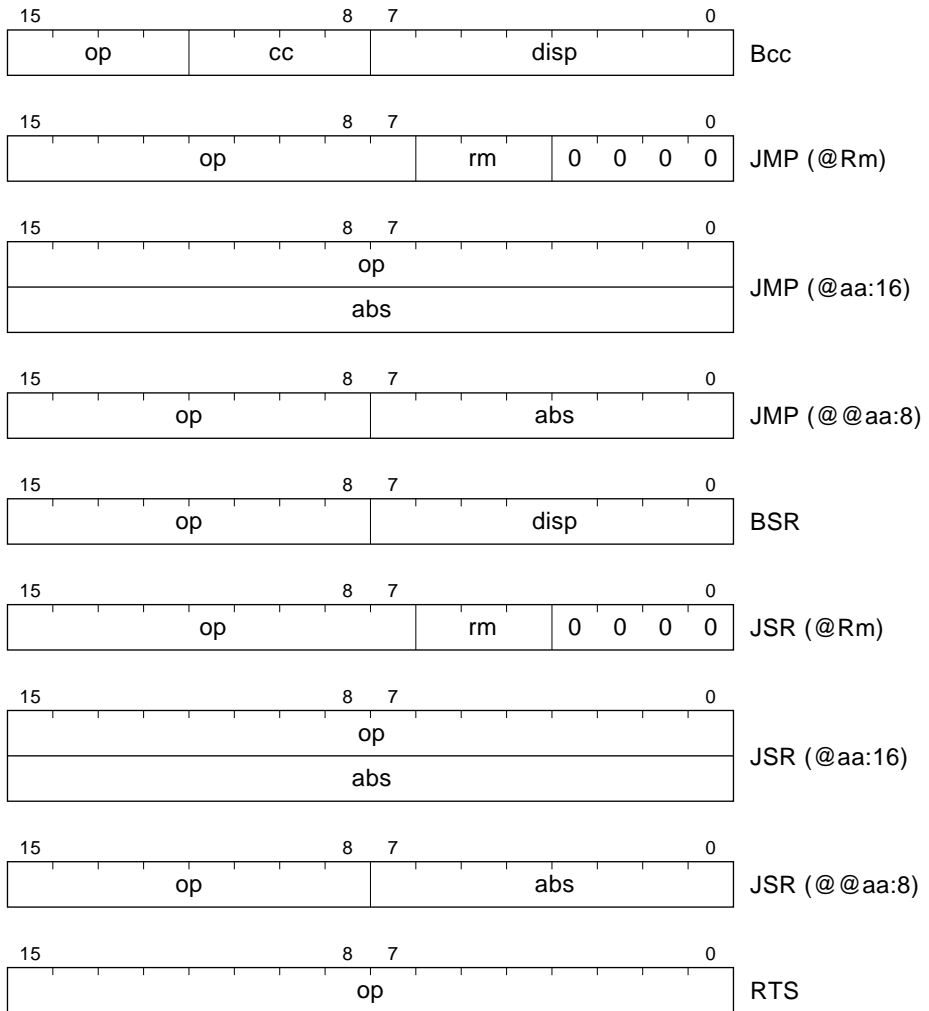 15 8 7 0
op cc disp Bcc
15 8 7 0
op rm 0 0 0 0 JMP (@Rm)
15 8 7 0
op
JMP (@aa:16)
abs
15 8 7 0
op abs JMP (@@aa:8)
15 8 7 0
op disp BSR
15 8 7 0
op rm 0 0 0 0 JSR (@Rm)
15 8 7 0
op
JSR (@aa:16)
abs
15 8 7 0
op abs JSR (@@aa:8)
15 8 7 0
op RTS